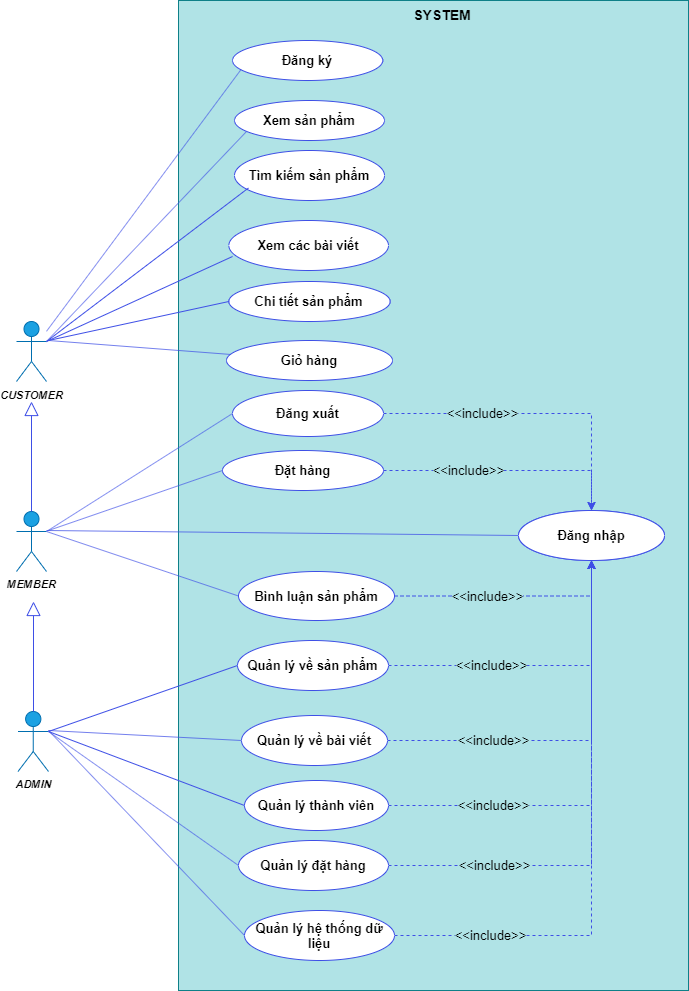 SYSTEM
Đăng ký
Xem sản phẩm
Tìm kiếm sản phẩm
Xem các bài viết
Chi tiết sản phẩm
Giỏ hàng
CUSTOMER
Đăng xuất
<<include>>
Đặt hàng
<<include>>
Đăng nhập
MEMBER
Bình luận sản phẩm
<<include>>
Quản lý về sản phẩm
<<include>>
Quản lý về bài viết
<<include>>
ADMIN
Quản lý thành viên
<<include>>
Quản lý đặt hàng
<<include>>
Quản lý hệ thống dữ
liệu
<<include>>